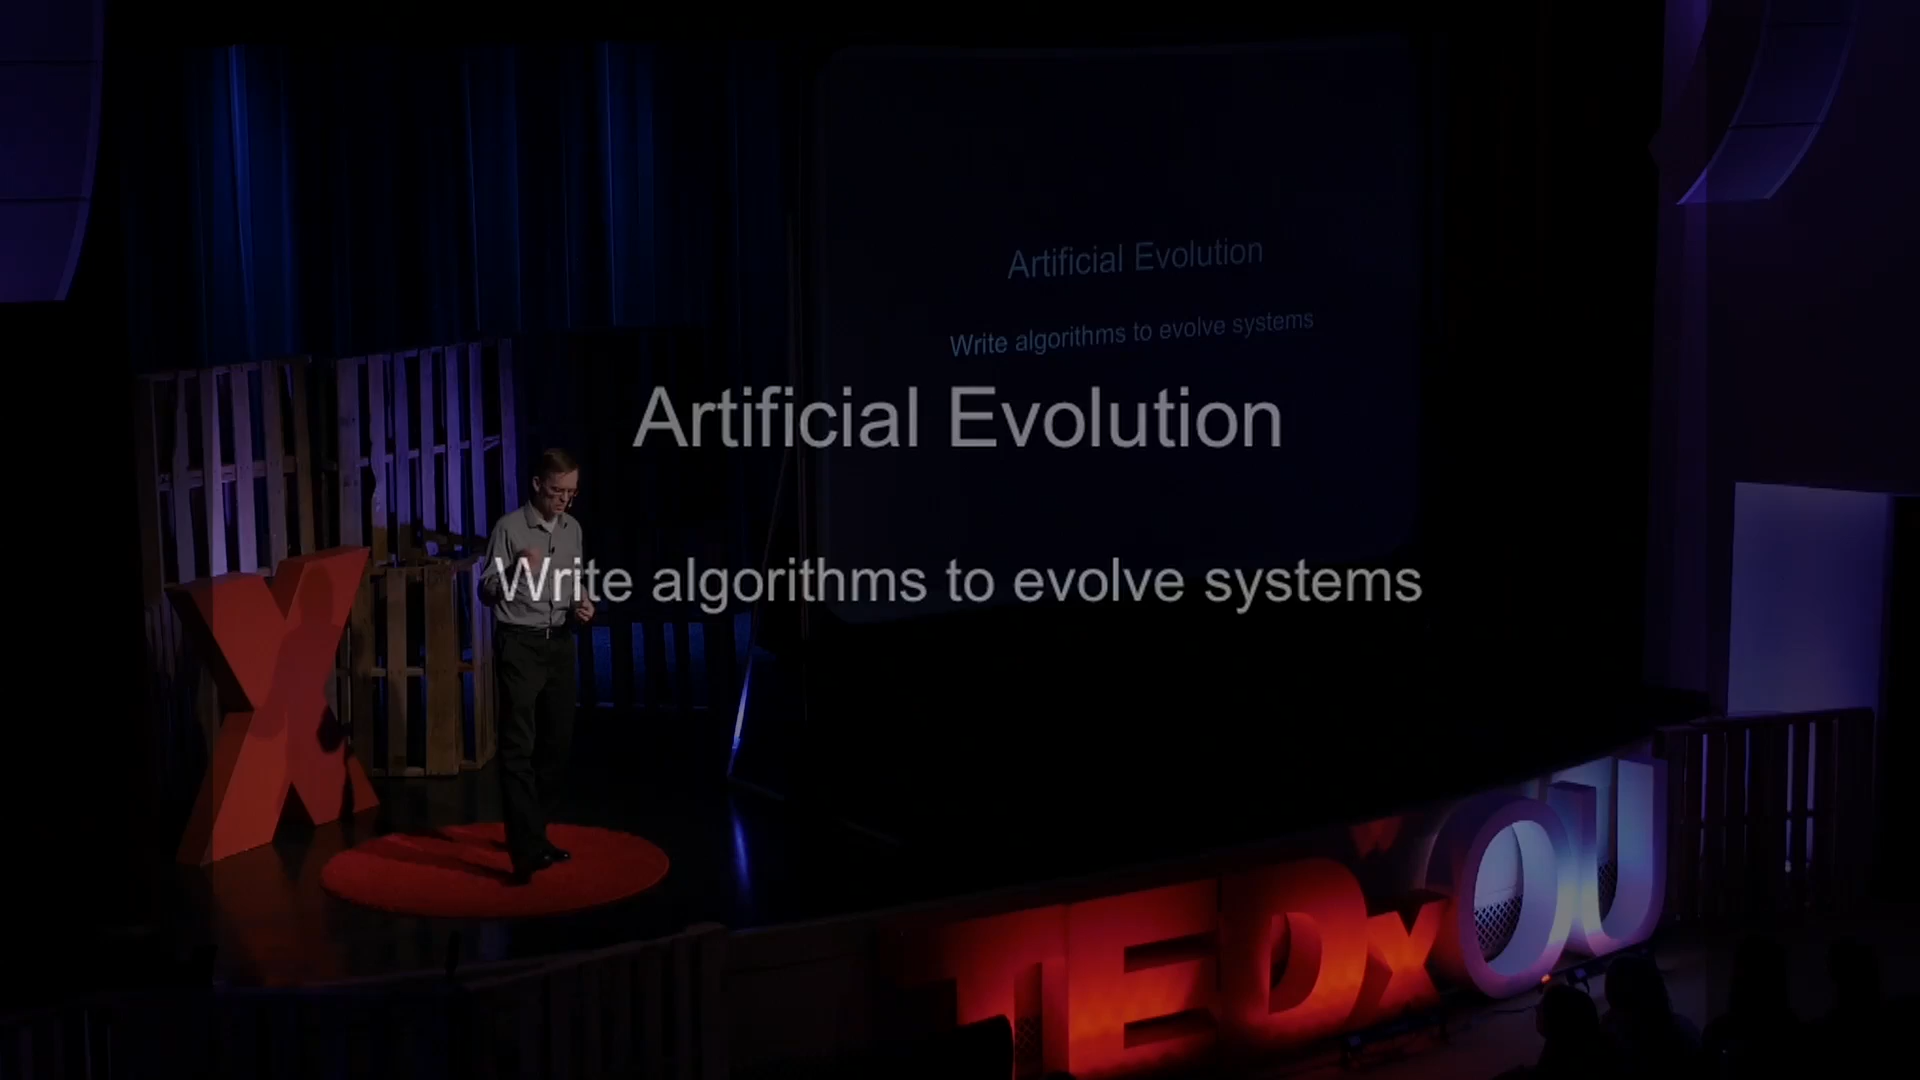 Artificial Evolution
Write algorithms to evolve systems
Artificial Evolution
Write algorithms to evolve systems
X
TEDxOU